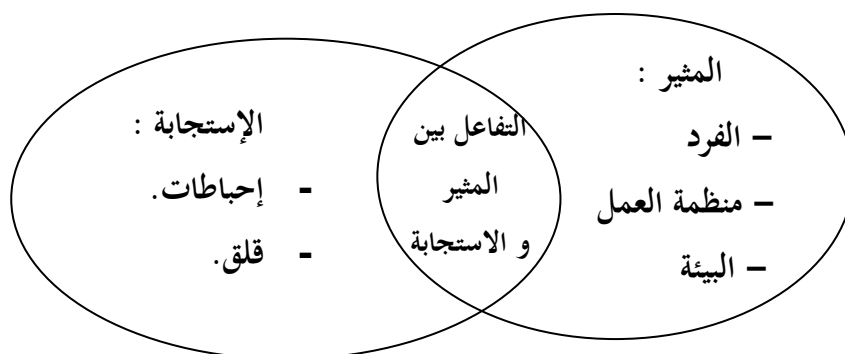 المثير :
– الفرد
– منظمة العمل
– البيئة
التفاعل بين
المثير
و الاستجابة
الإستجابة :
- إحباطات.
- قلق.